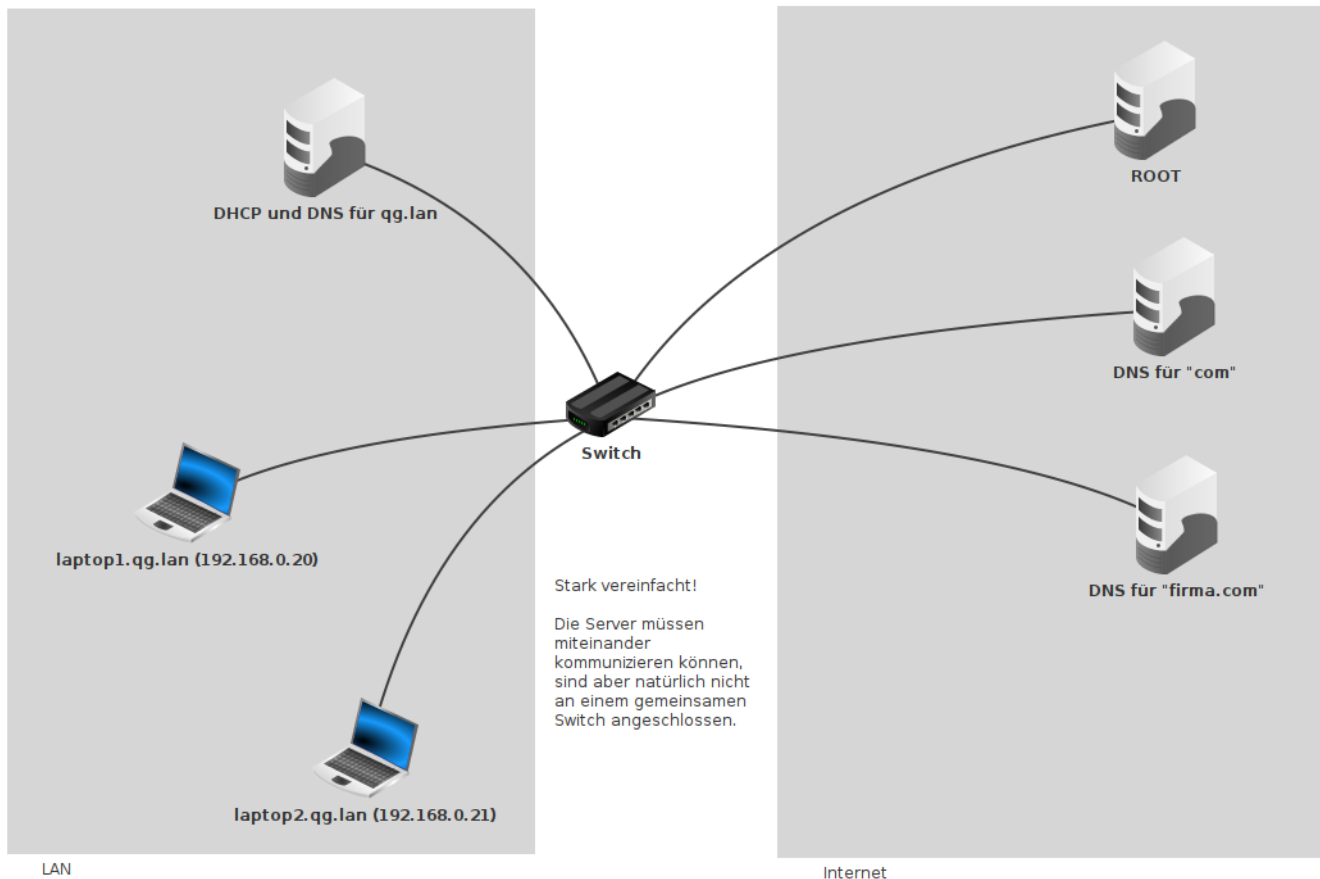 ROOT
DHCP und DNS für qg.lan
DNS für "com"
Switch
laptop1.qg.lan (192.168.0.20)
DNS für "firma.com"
Stark vereinfacht!
Die Server müssen
miteinander
kommunizieren können,
sind aber natürlich nicht
an einem gemeinsamen
Switch angeschlossen.
laptop2.qg.lan (192.168.0.21)
LAN
Internet